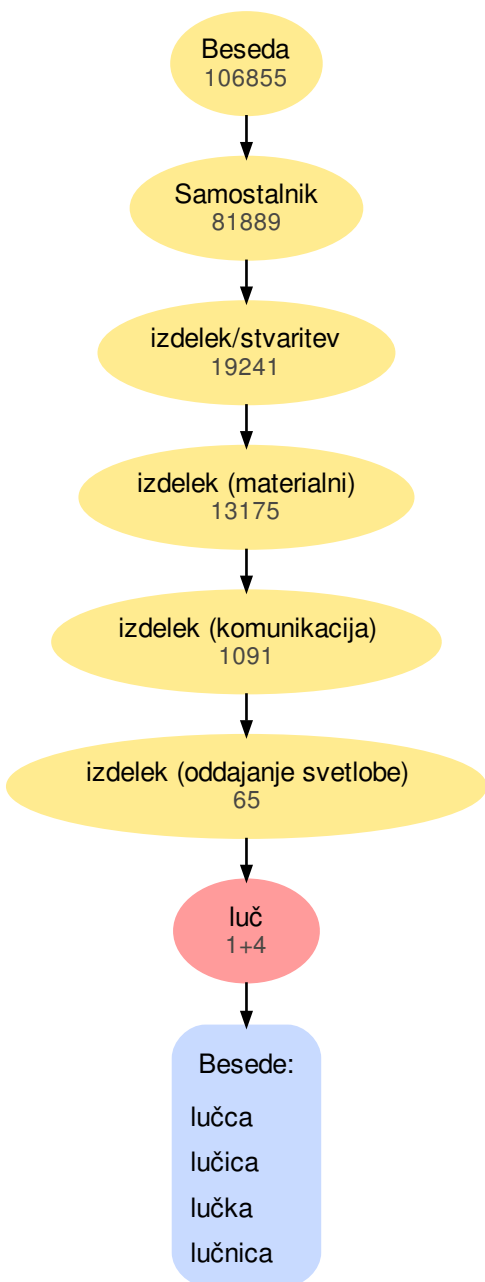 Beseda
106855
Samostalnik
81889
izdelek/stvaritev
19241
izdelek (materialni)
13175
izdelek (komunikacija)
1091
izdelek (oddajanje svetlobe)
65
luč
1+4
Besede:
lučca
lučica
lučka
lučnica